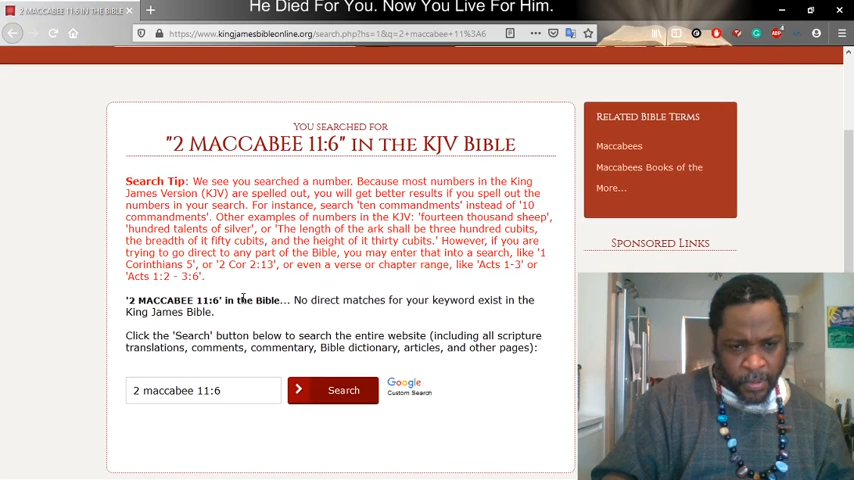 He Died For You. Now You Live For Him.
2 MACCABEE 11:6 IN THE BIBLE
https://www.kingjamesbibleonline.org/search.php?hs=1&q=2+maccabee+11%3A6
YOU SEARCHED FOR
"2 MACCABEE 11:6" IN THE KJV BIBLE
Search Tip: We see you searched a number. Because most numbers in the King
James Version (KJV) are spelled out, you will get better results if you spell out the
numbers in your search. For instance, search 'ten commandments' instead of '10
commandments'. Other examples of numbers in the KJV: 'fourteen thousand sheep',
'hundred talents of silver', or 'The length of the ark shall be three hundred cubits,
the breadth of it fifty cubits, and the height of it thirty cubits.' However, if you are
trying to go direct to any part of the Bible, you may enter that into a search, like '1
Corinthians 5', or '2 Cor 2:13', or even a verse or chapter range, like 'Acts 1-3' or
'Acts 1:2 - 3:6'.
'2 MACCABEE 11:6' in the Bible... No direct matches for your keyword exist in the
King James Bible.
Click the 'Search' button below to search the entire website (including all scripture
translations, comments, commentary, Bible dictionary, articles, and other pages):
2 maccabee 11:6
Search
Google
Custom Search
RELATED BIBLE TERMS
Maccabees
Maccabees Books of the
More...
SPONSORED LINKS